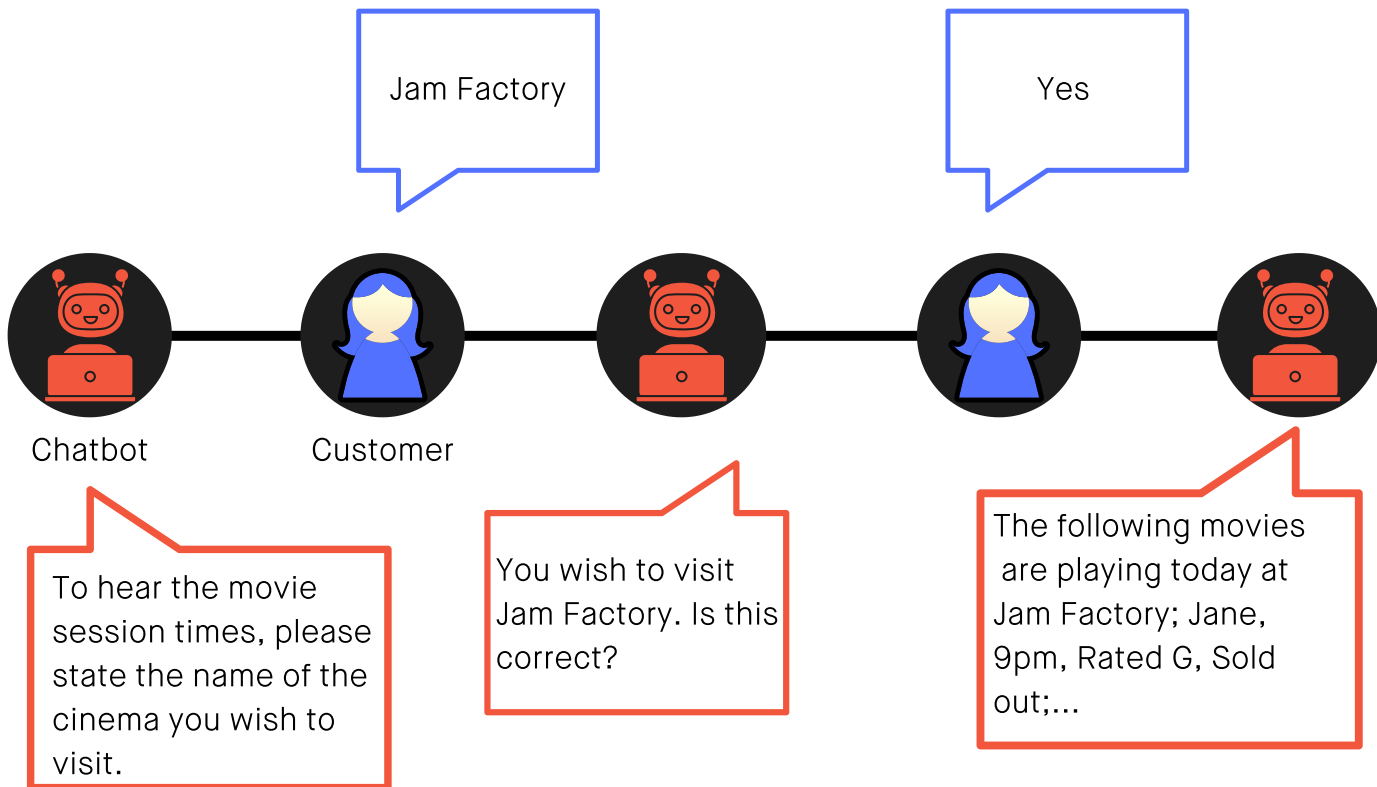 Jam Factory
Yes
Chatbot
Customer
To hear the movie
session times, please
state the name of the
cinema you wish to
visit.
You wish to visit
Jam Factory. Is this
correct?
The following movies
are playing today at
Jam Factory; Jane,
9pm, Rated G, Sold
out;...